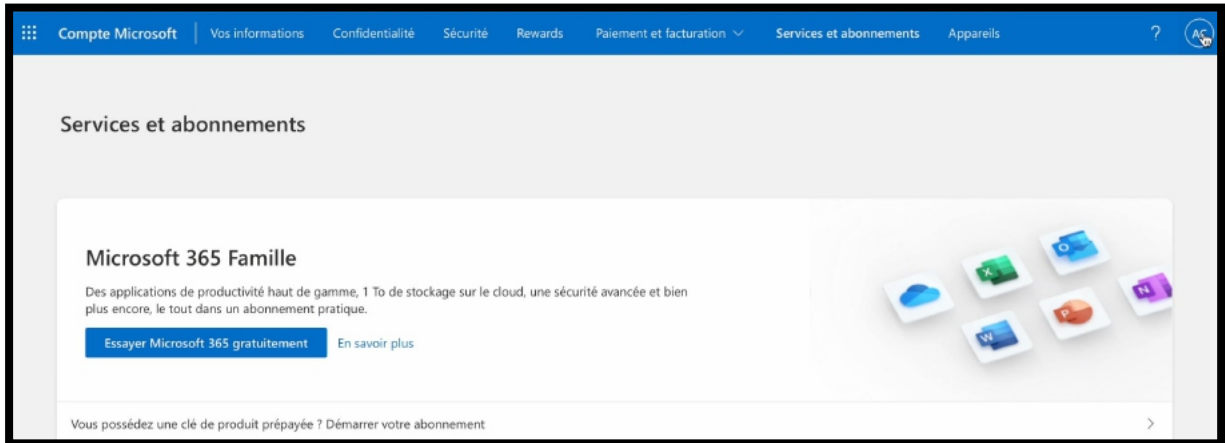 Compte Microsoft
Vos informations
Confidentialité
Sécurité
Rewards
Paiement et facturation
Services et abonnements
Appareils
?
Services et abonnements
Microsoft 365 Famille
Des applications de productivité haut de gamme, 1 To de stockage sur le cloud, une sécurité avancée et bien
plus encore, le tout dans un abonnement pratique.
Essayer Microsoft 365 gratuitement
En savoir plus
Vous possédez une clé de produit prépayée ? Démarrer votre abonnement